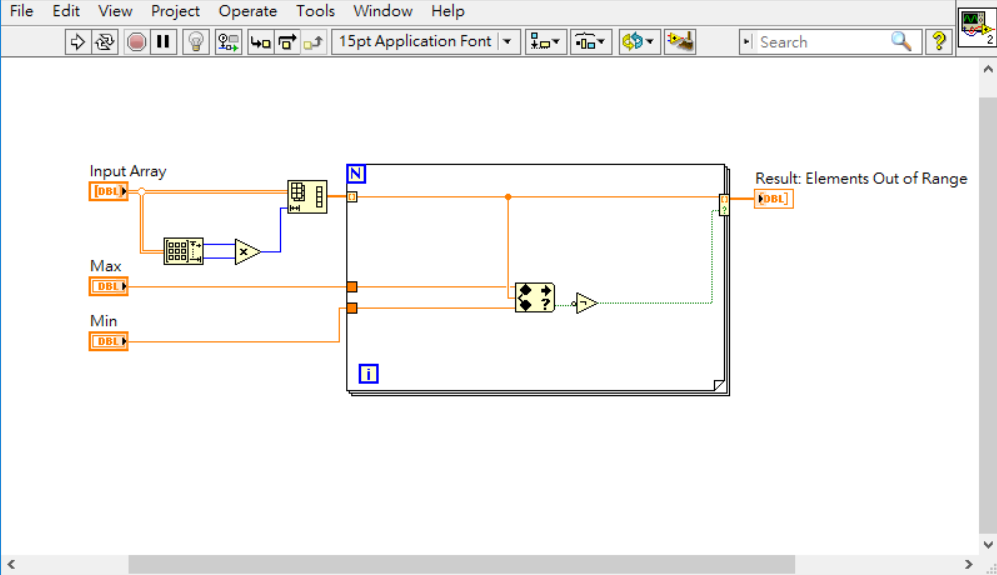 File Edit View Project Operate Tools Window Help
15pt Application Font
Search
?
2
Input Array
[DBL]
N
Result: Elements Out of Range
[DBL]
?
x
Max
DBL
?
Min
DBL
i